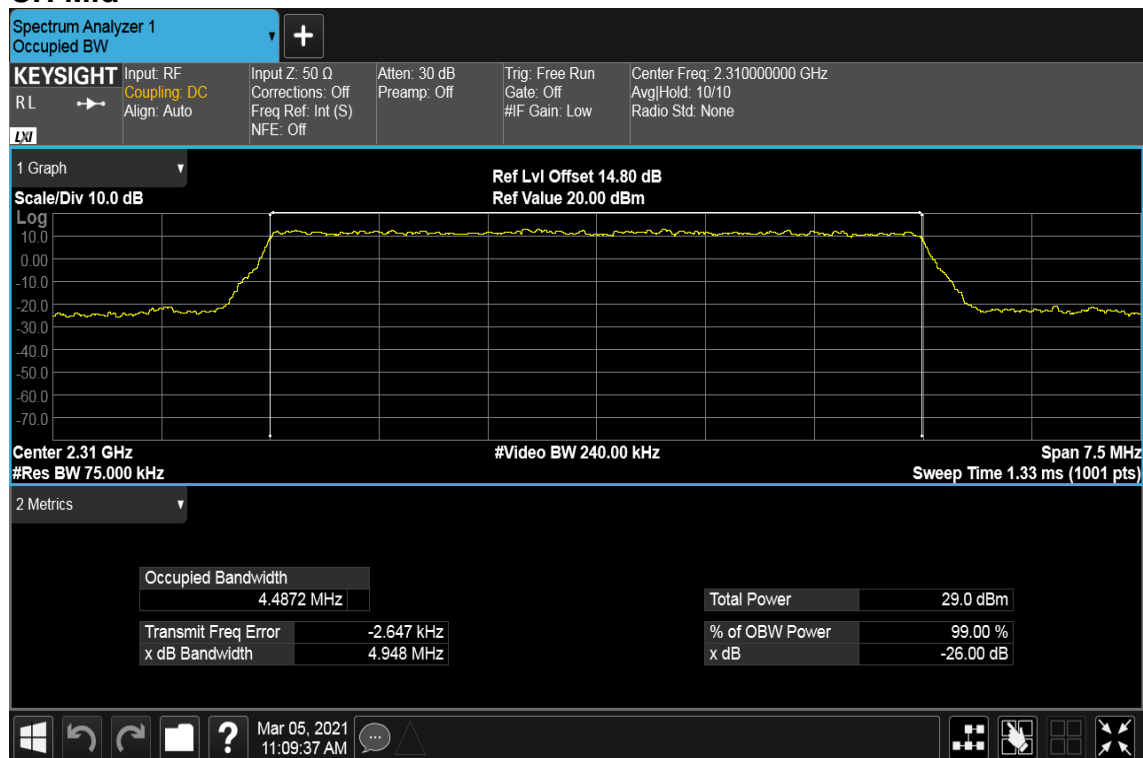 Spectrum Analyzer 1
Occupied BW
KEYSIGHT
RL
LXI
Input: RF
Coupling: DC
Align: Auto
Input Z: 50 Ω
Corrections: Off
Freq Ref: Int (S)
NFE: Off
Atten: 30 dB
Preamp: Off
Trig: Free Run
Gate: Off
#IF Gain: Low
Center Freq: 2.310000000 GHz
Avg|Hold: 10/10
Radio Std: None
1 Graph
Scale/Div 10.0 dB
Ref Lvl Offset 14.80 dB
Ref Value 20.00 dBm
Log
10.0
0.00
-10.0
-20.0
-30.0
-40.0
-50.0
-60.0
-70.0
Center 2.31 GHz
#Video BW 240.00 kHz
Span 7.5 MHz
#Res BW 75.000 kHz
Sweep Time 1.33 ms (1001 pts)
2 Metrics
Occupied Bandwidth
4.4872 MHz
Total Power 29.0 dBm
Transmit Freq Error -2.647 kHz
% of OBW Power 99.00 %
x dB Bandwidth 4.948 MHz
x dB -26.00 dB
?
Mar 05, 2021
11:09:37 AM